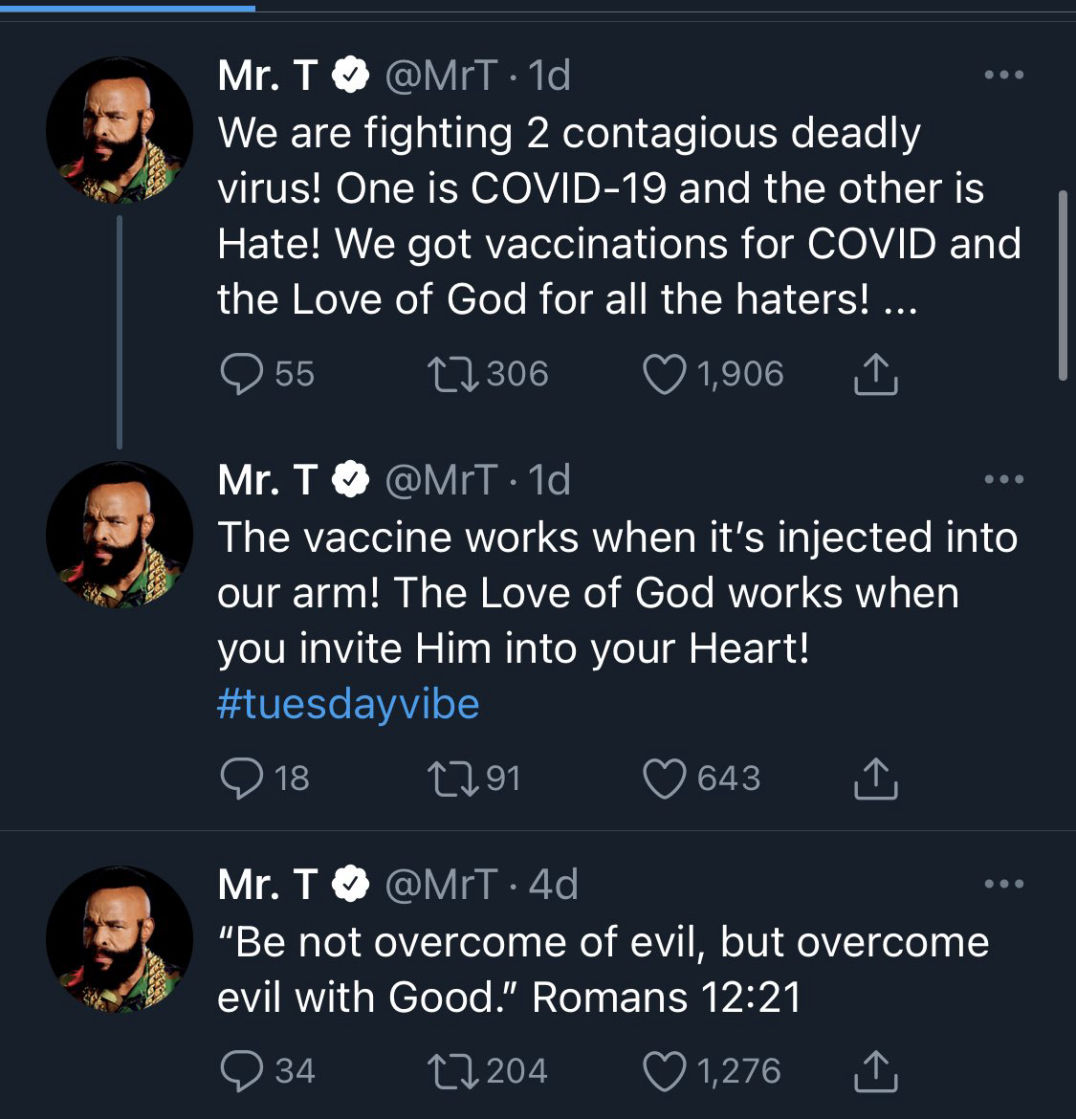 Mr. T @MrT · 1d
We are fighting 2 contagious deadly
virus! One is COVID-19 and the other is
Hate! We got vaccinations for COVID and
the Love of God for all the haters! ...
55 306 1,906
Mr. T @MrT · 1d
The vaccine works when it’s injected into
our arm! The Love of God works when
you invite Him into your Heart!
#tuesdayvibe
18 91 643
Mr. T @MrT · 4d
“Be not overcome of evil, but overcome
evil with Good.” Romans 12:21
34 204 1,276